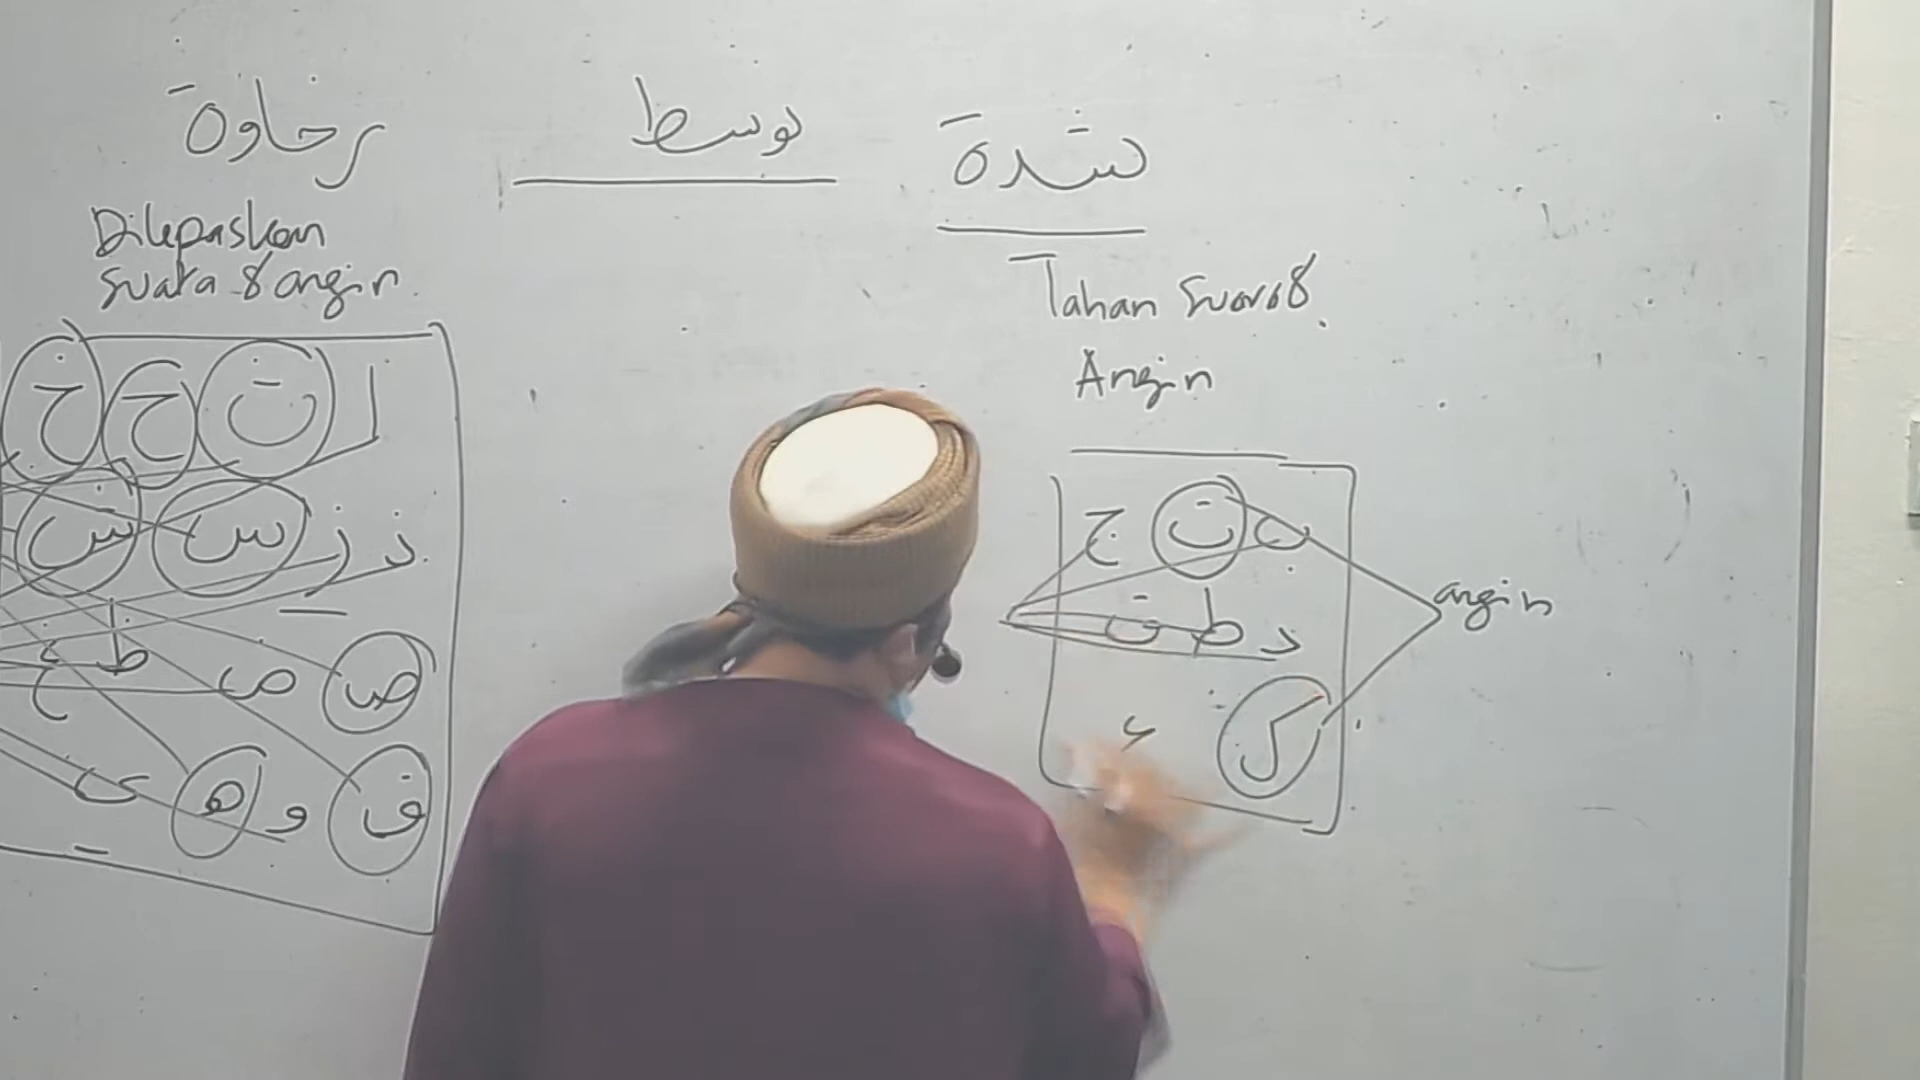 شدة
توسط
رخاوة
Tahan Suara &
Angin
Dilepaskan
suara & angin.
ب ت ج
د ط ق
ك ء
angin
ا ث ح خ
ذ ز س ش
ض ص ظ غ
ف و ه ي